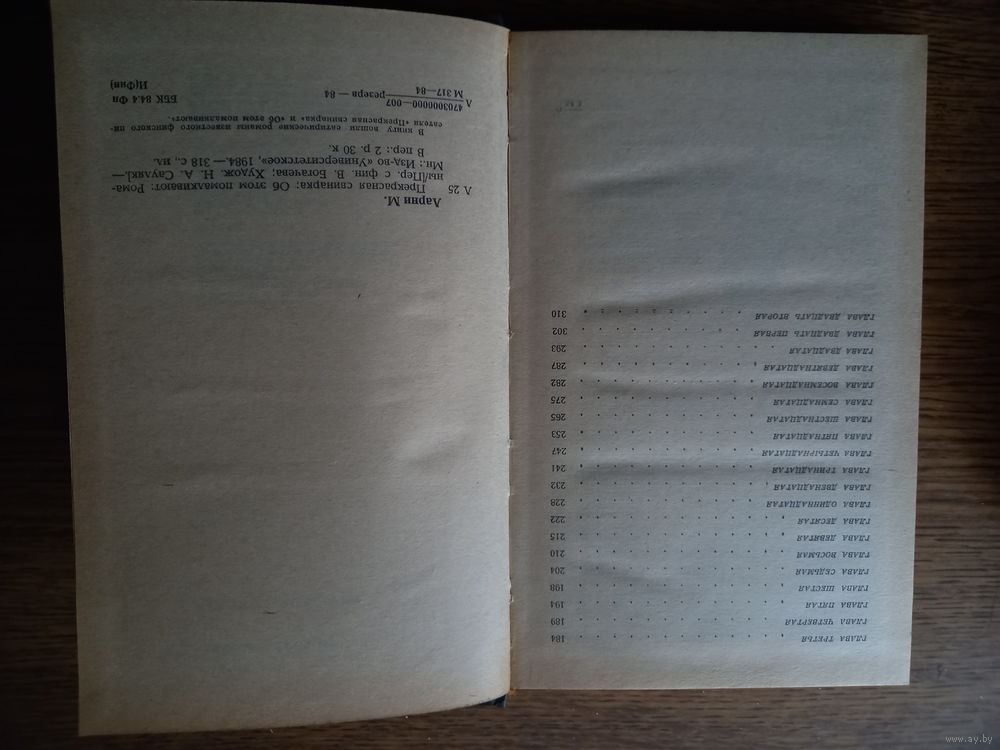 ГЛАВА ТРЕТЬЯ 184
ГЛАВА ЧЕТВЕРТАЯ 189
ГЛАВА ПЯТАЯ 194
ГЛАВА ШЕСТАЯ 198
ГЛАВА СЕДЬМАЯ 204
ГЛАВА ВОСЬМАЯ 210
ГЛАВА ДЕВЯТАЯ 215
ГЛАВА ДЕСЯТАЯ 222
ГЛАВА ОДИННАДЦАТАЯ 228
ГЛАВА ДВЕНАДЦАТАЯ 232
ГЛАВА ТРИНАДЦАТАЯ 241
ГЛАВА ЧЕТЫРНАДЦАТАЯ 247
ГЛАВА ПЯТНАДЦАТАЯ 253
ГЛАВА ШЕСТНАДЦАТАЯ 265
ГЛАВА СЕМНАДЦАТАЯ 275
ГЛАВА ВОСЕМНАДЦАТАЯ 282
ГЛАВА ДЕВЯТНАДЦАТАЯ 287
ГЛАВА ДВАДЦАТАЯ 293
ГЛАВА ДВАДЦАТЬ ПЕРВАЯ 302
ГЛАВА ДВАДЦАТЬ ВТОРАЯ 310
Ларни М.
Л 25 Прекрасная свинарка; Об этом помалкивают: Рома-
ны/Пер. с фин. В. Богачева; Худож. Н. А. Сауляк).—
Мн.: Изд-во «Университетское», 1984.— 318, с ил.
В пер.: 2 р. 30 к.
В книгу вошли сатирические романы известного финского пи-
сателя «Прекрасная свинарка» и «Об этом помалкивают».
Л 4703000000—007 резерв — 84
М 317—84
ББК 84.4 Фи
И(Фин)
www.ay.by